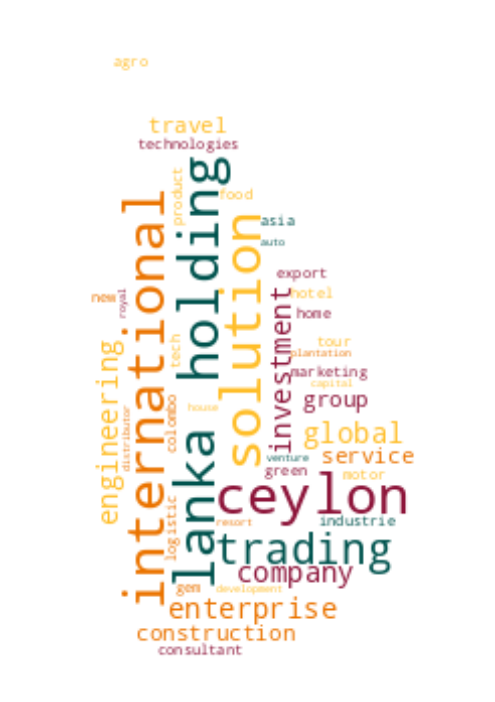 agro
travel
technologies
holding
product
food
international
solution
asia
auto
export
new
royal
hotel
investment
home
tech
tour
engineering
plantation
marketing
capital
colombo
house
group
distributor
global
lanka
service
venture
green
motor
ceylon
logistic
resort
industrie
trading
company
gem
development
enterprise
construction
consultant